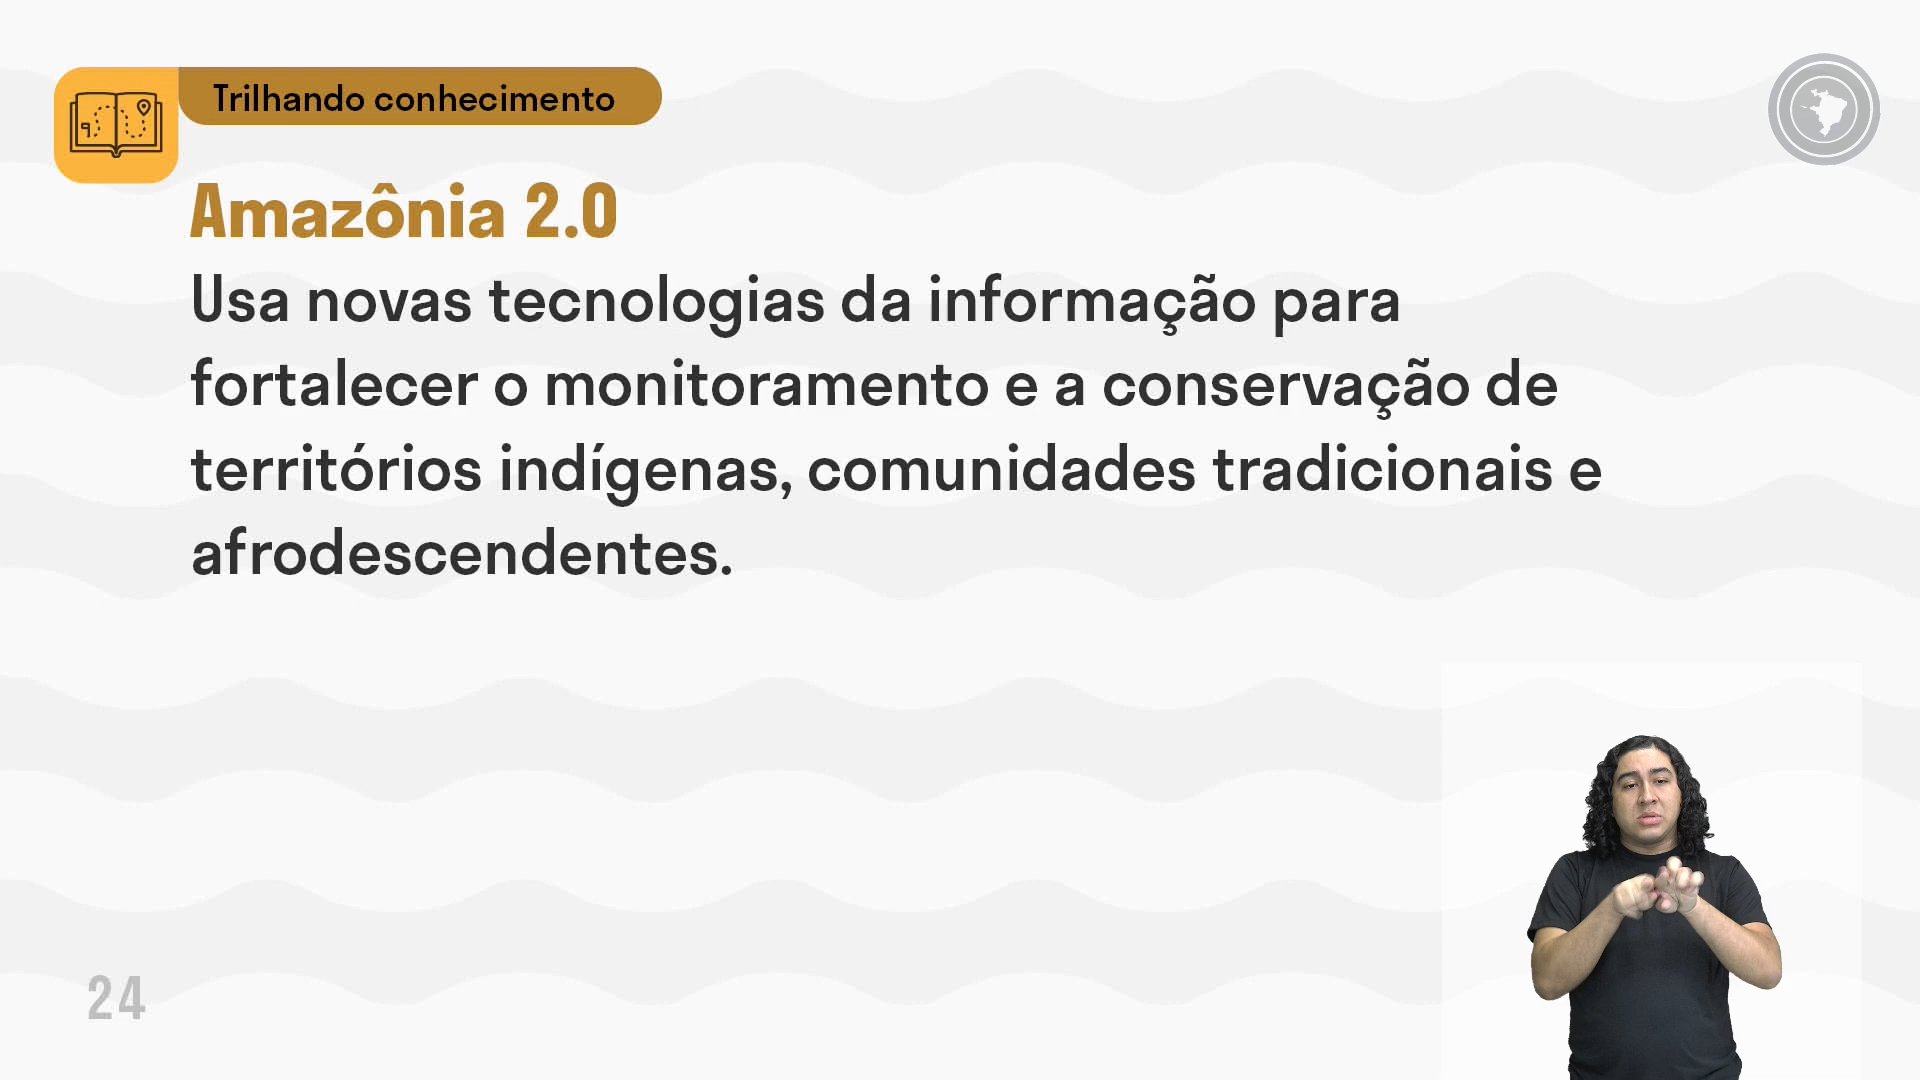 Trilhando conhecimento
Amazônia 2.0
Usa novas tecnologias da informação para
fortalecer o monitoramento e a conservação de
territórios indígenas, comunidades tradicionais e
afrodescendentes.
24